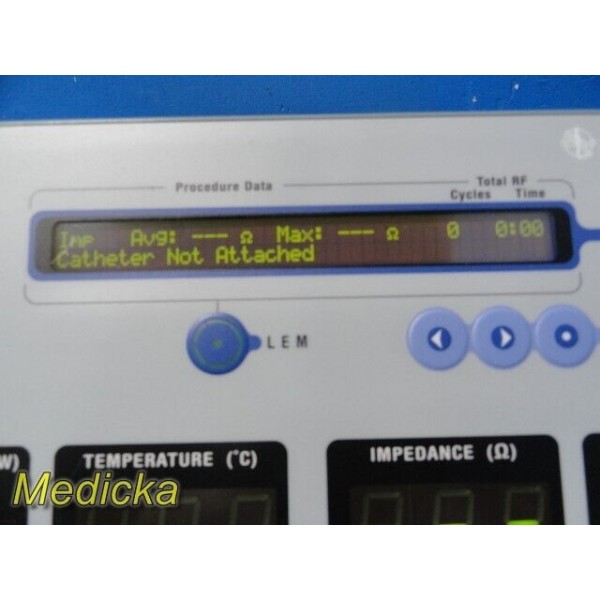 Procedure Data
Total RF
Cycles Time
Imp Avg: --- Ω Max: --- Ω 0 0:00
Catheter Not Attached
LEM
W)
TEMPERATURE (°C)
IMPEDANCE (Ω)
Medicka